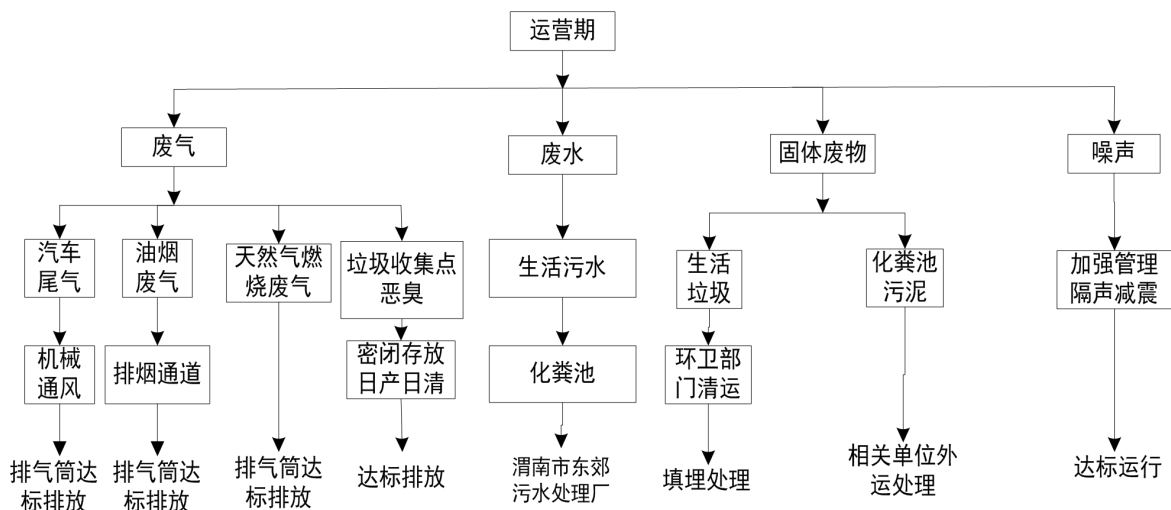 运营期
废气
废水
固体废物
噪声
汽车
尾气
油烟
废气
天然气燃
烧废气
垃圾收集点
恶臭
生活污水
生活
垃圾
化粪池
污泥
加强管理
隔声减震
机械
通风
排烟通道
密闭存放
日产日清
化粪池
环卫部
门清运
排气筒达
标排放
排气筒达
标排放
排气筒达
标排放
达标排放
渭南市东郊
污水处理厂
填埋处理
相关单位外
运处理
达标运行